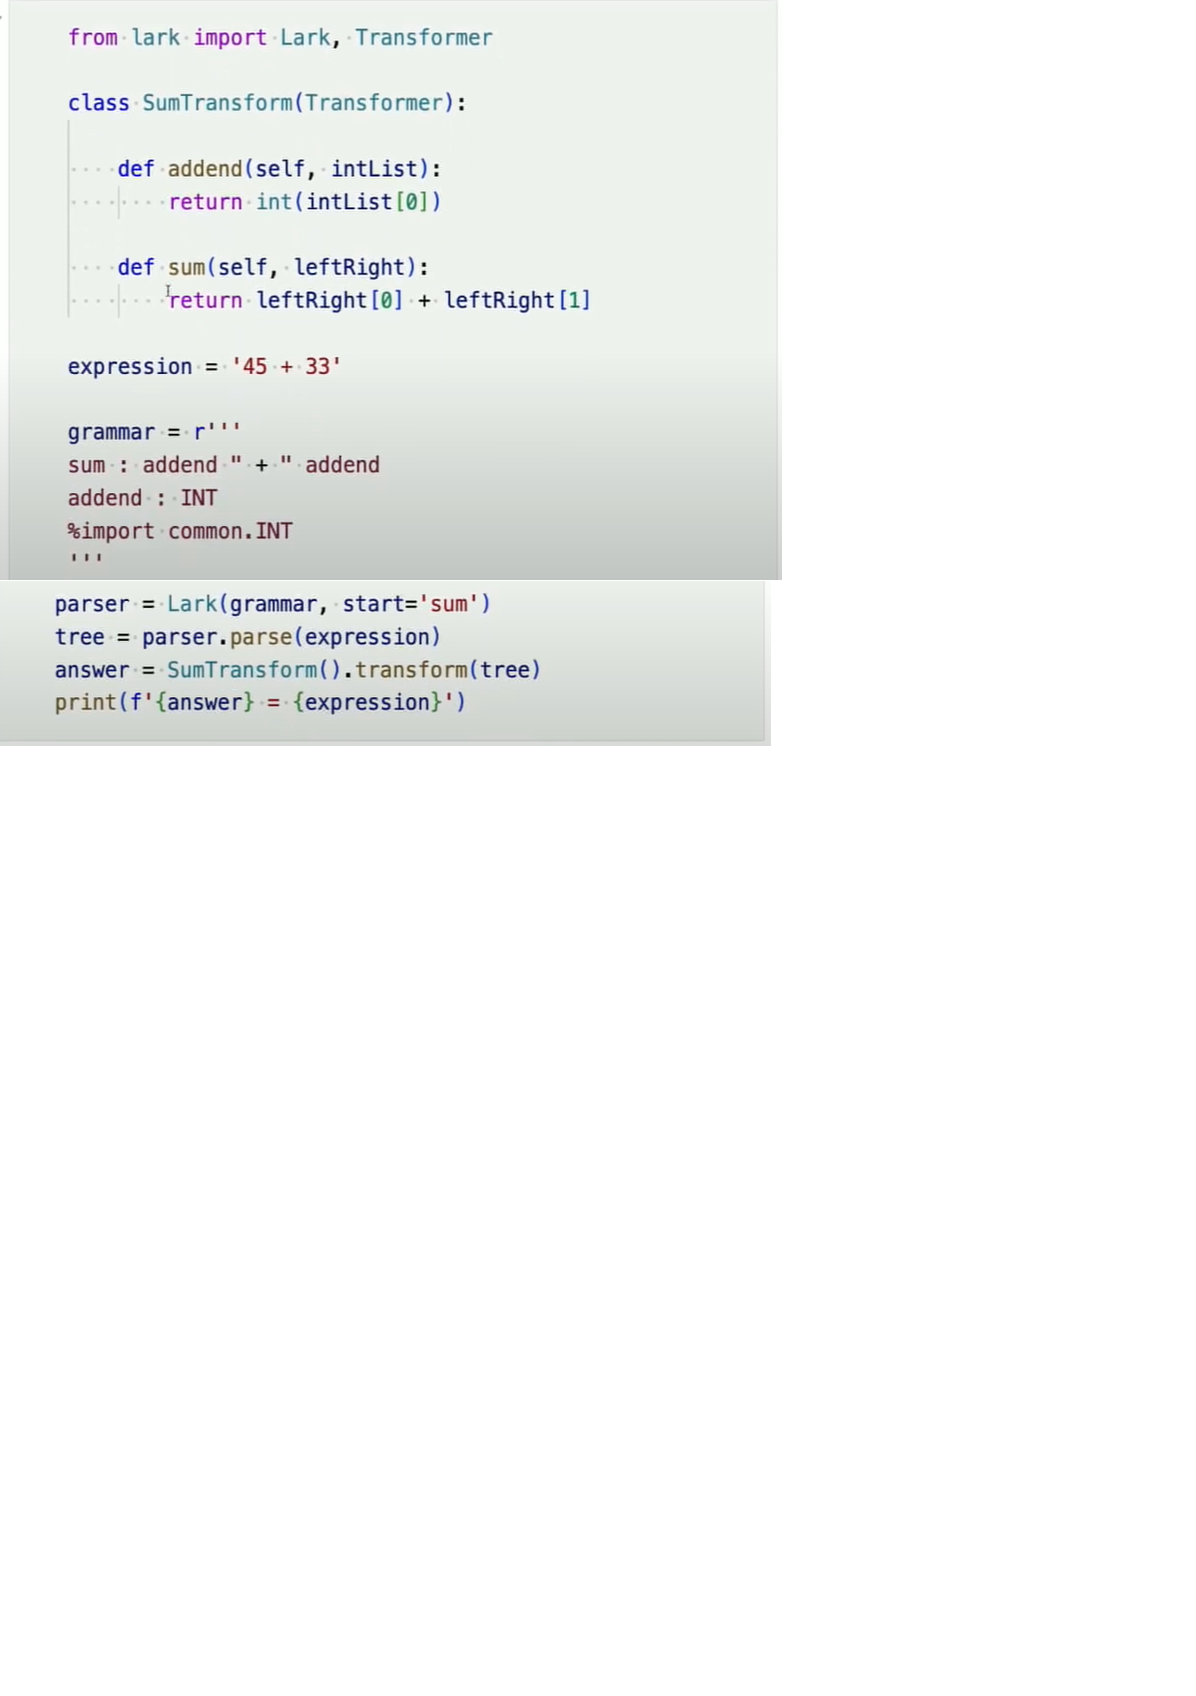 from lark import Lark, Transformer
class SumTransform(Transformer):
    def addend(self, intList):
        return int(intList[0])
    def sum(self, leftRight):
        return leftRight[0] + leftRight[1]
expression = '45 + 33'
grammar = r'''
sum : addend " + " addend
addend : INT
%import common.INT
'''
parser = Lark(grammar, start='sum')
tree = parser.parse(expression)
answer = SumTransform().transform(tree)
print(f'{answer} = {expression}')